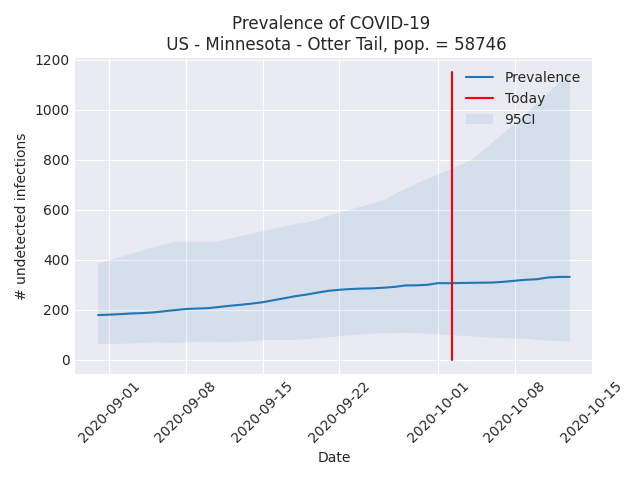 Prevalence of COVID-19
US - Minnesota - Otter Tail, pop. = 58746
1200
1000
800
600
400
200
0
# undetected infections
Prevalence
Today
95CI
2020-09-01
2020-09-08
2020-09-15
2020-09-22
2020-10-01
2020-10-08
2020-10-15
Date